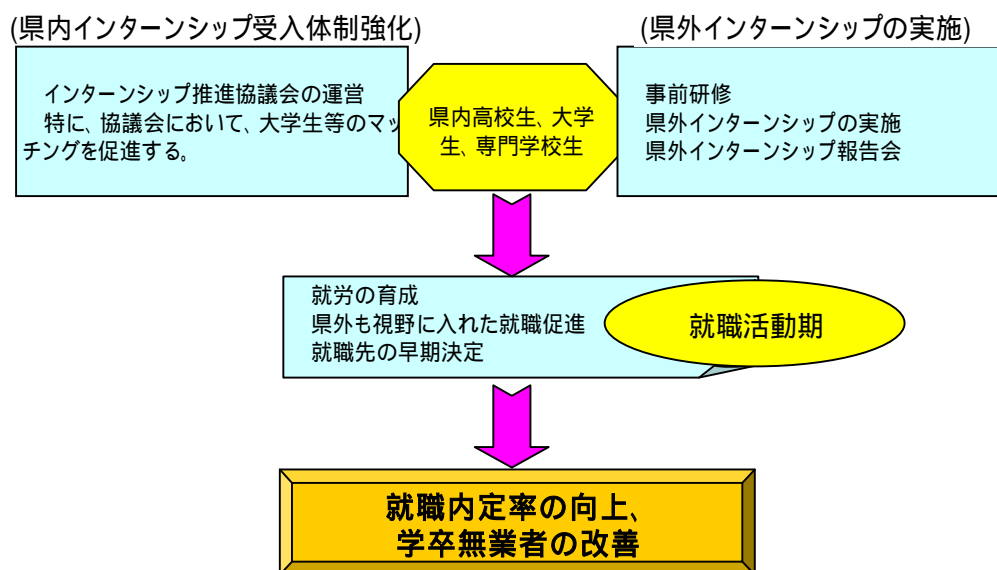 (県内インターンシップ受入体制強化)
(県外インターンシップの実施)
インターンシップ推進協議会の運営
特に、協議会において、大学生等のマッ
チングを促進する。
県内高校生、大学
生、専門学校生
事前研修
県外インターンシップの実施
県外インターンシップ報告会
就労の育成
県外も視野に入れた就職促進
就職先の早期決定
就職活動期
就職内定率の向上、
学卒無業者の改善